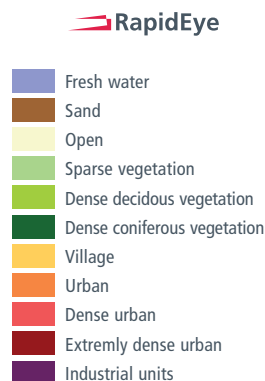 RapidEye
Fresh water
Sand
Open
Sparse vegetation
Dense decidous vegetation
Dense coniferous vegetation
Village
Urban
Dense urban
Extremly dense urban
Industrial units